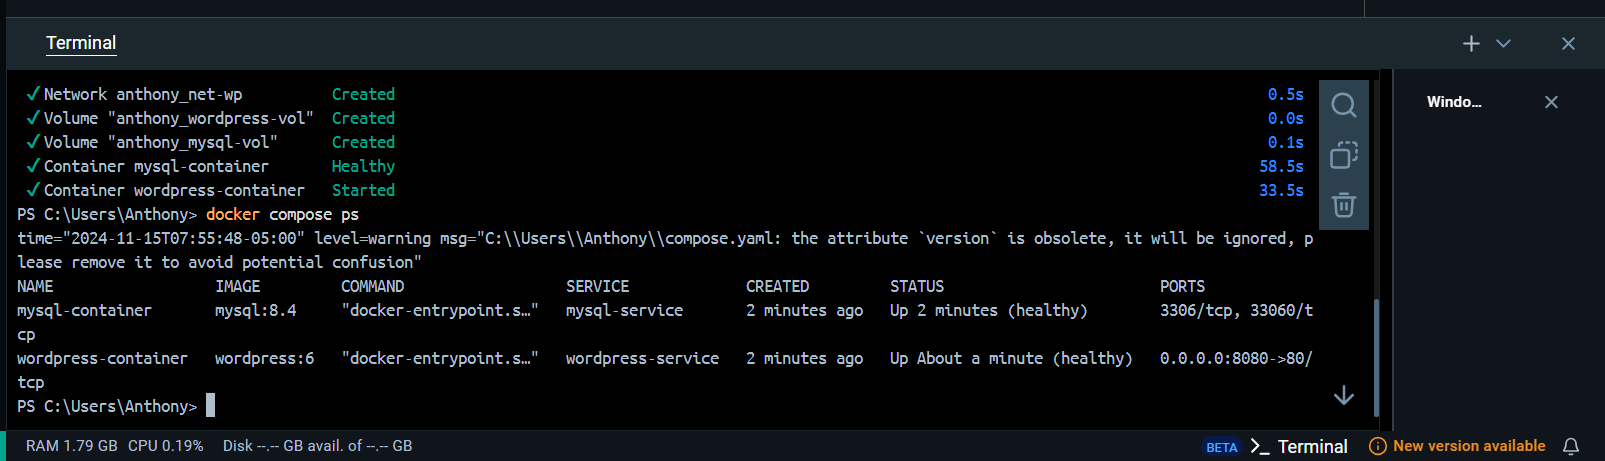 Terminal
✓ Network anthony_net-wp Created 0.5s
✓ Volume "anthony_wordpress-vol" Created 0.0s
✓ Volume "anthony_mysql-vol" Created 0.1s
✓ Container mysql-container Healthy 58.5s
✓ Container wordpress-container Started 33.5s
PS C:\Users\Anthony> docker compose ps
time="2024-11-15T07:55:48-05:00" level=warning msg="C:\\Users\\Anthony\\compose.yaml: the attribute `version` is obsolete, it will be ignored, p
lease remove it to avoid potential confusion"
NAME IMAGE COMMAND SERVICE CREATED STATUS PORTS
mysql-container mysql:8.4 "docker-entrypoint.s…" mysql-service 2 minutes ago Up 2 minutes (healthy) 3306/tcp, 33060/t
cp
wordpress-container wordpress:6 "docker-entrypoint.s…" wordpress-service 2 minutes ago Up About a minute (healthy) 0.0.0.0:8080->80/
tcp
PS C:\Users\Anthony>
Windo...
RAM 1.79 GB CPU 0.19% Disk --.-- GB avail. of --.-- GB BETA >_ Terminal New version available